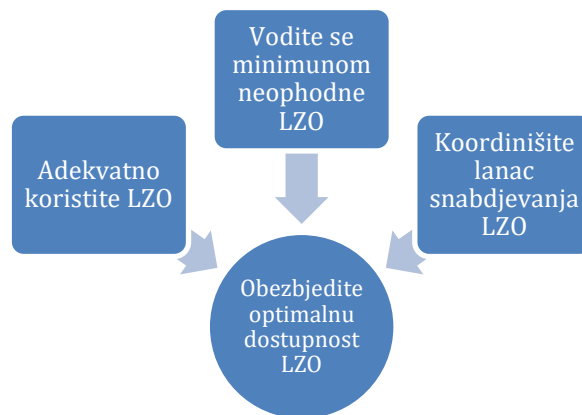 Vodite se
minimunom
neophodne
LZO
Adekvatno
koristite LZO
Koordinišite
lanac
snabdjevanja
LZO
Obezbjedite
optimalnu
dostupnost
LZO